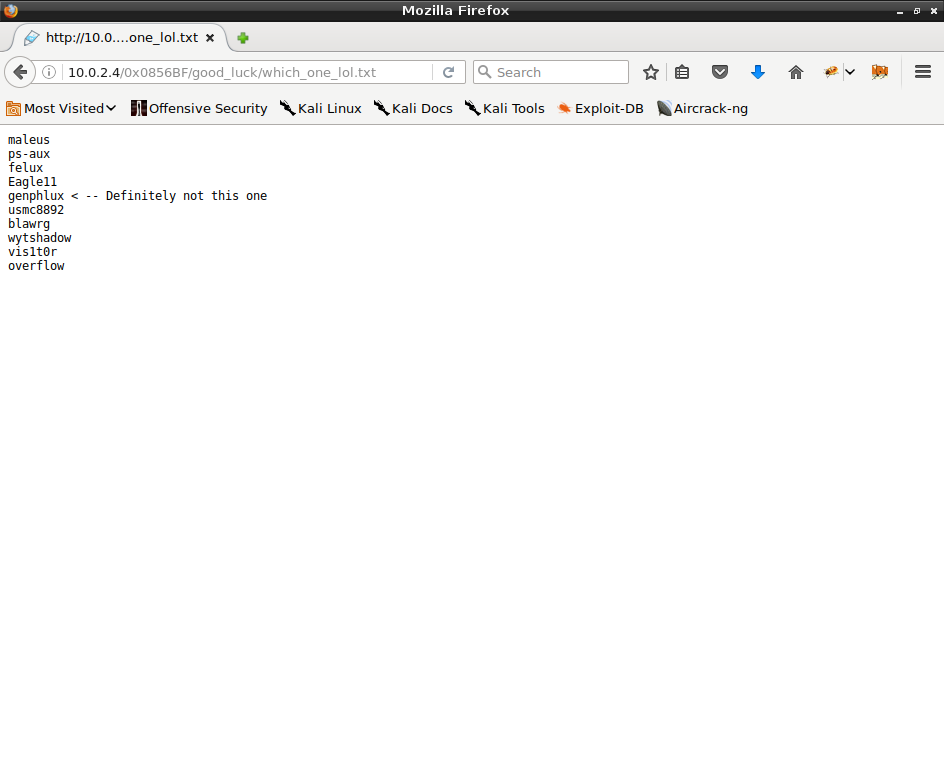 Mozilla Firefox
http://10.0....one_lol.txt
10.0.2.4/0x0856BF/good_luck/which_one_lol.txt
Search
Most Visited Offensive Security Kali Linux Kali Docs Kali Tools Exploit-DB Aircrack-ng
maleus
ps-aux
felux
Eagle11
genphlux < -- Definitely not this one
usmc8892
blawrg
wytshadow
vis1t0r
overflow